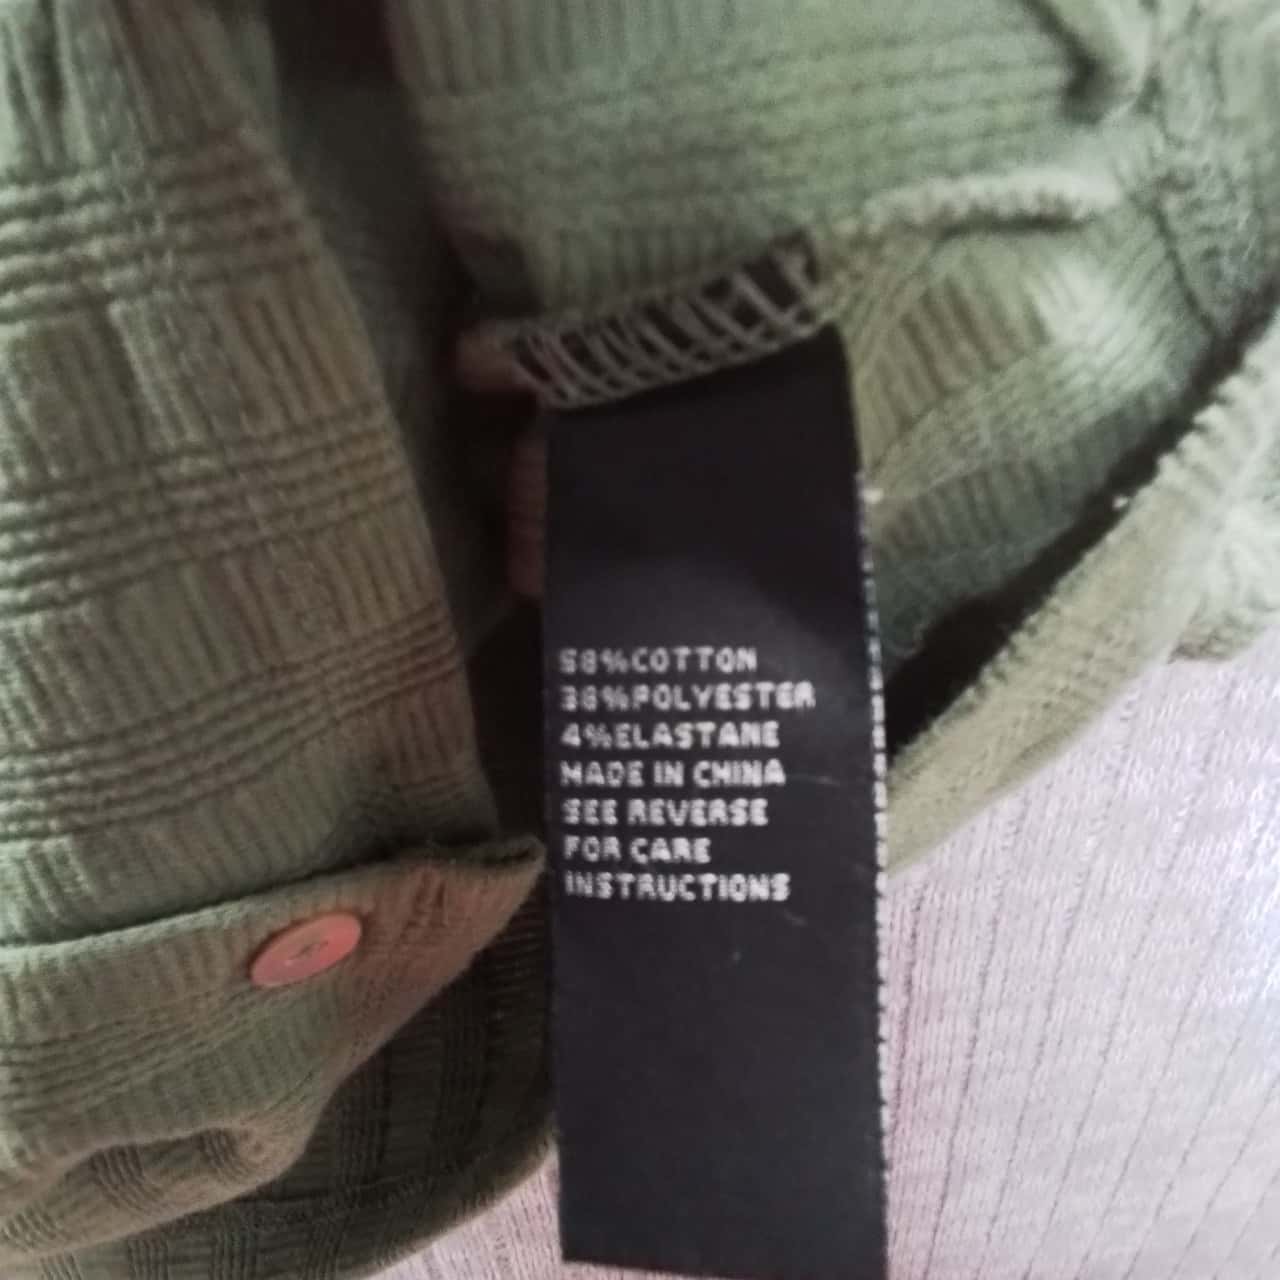 58%COTTON
38%POLYESTER
4%ELASTANE
MADE IN CHINA
SEE REVERSE
FOR CARE
INSTRUCTIONS